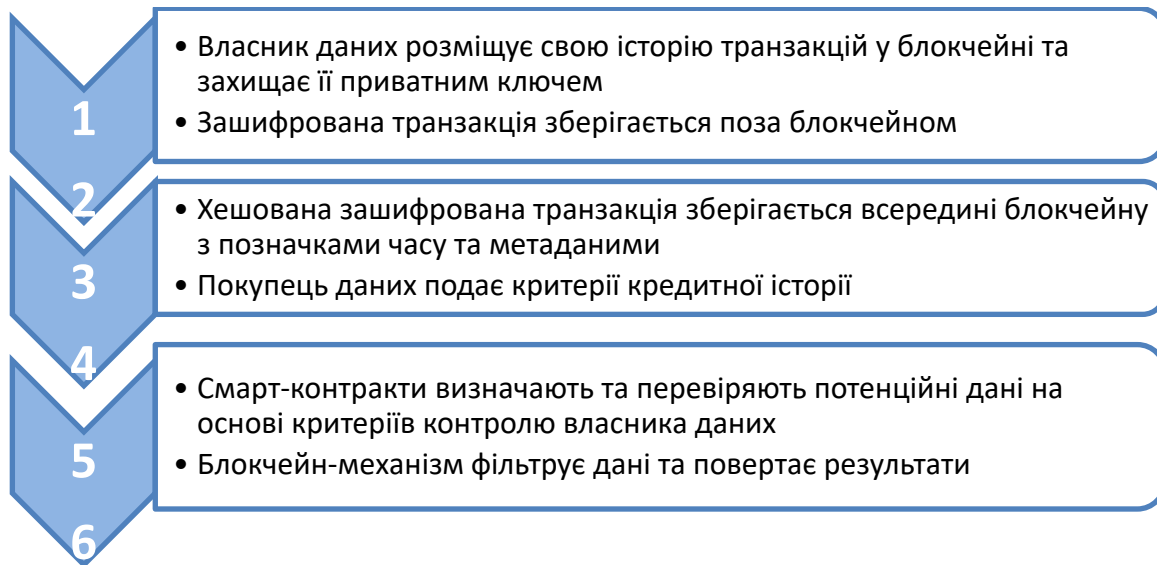 1
2
• Власник даних розміщує свою історію транзакцій у блокчейні та
захищає її приватним ключем
• Зашифрована транзакція зберігається поза блокчейном
3
4
• Хешована зашифрована транзакція зберігається всередині блокчейну
з позначками часу та метаданими
• Покупець даних подає критерії кредитної історії
5
6
• Смарт-контракти визначають та перевіряють потенційні дані на
основі критеріїв контролю власника даних
• Блокчейн-механізм фільтрує дані та повертає результати